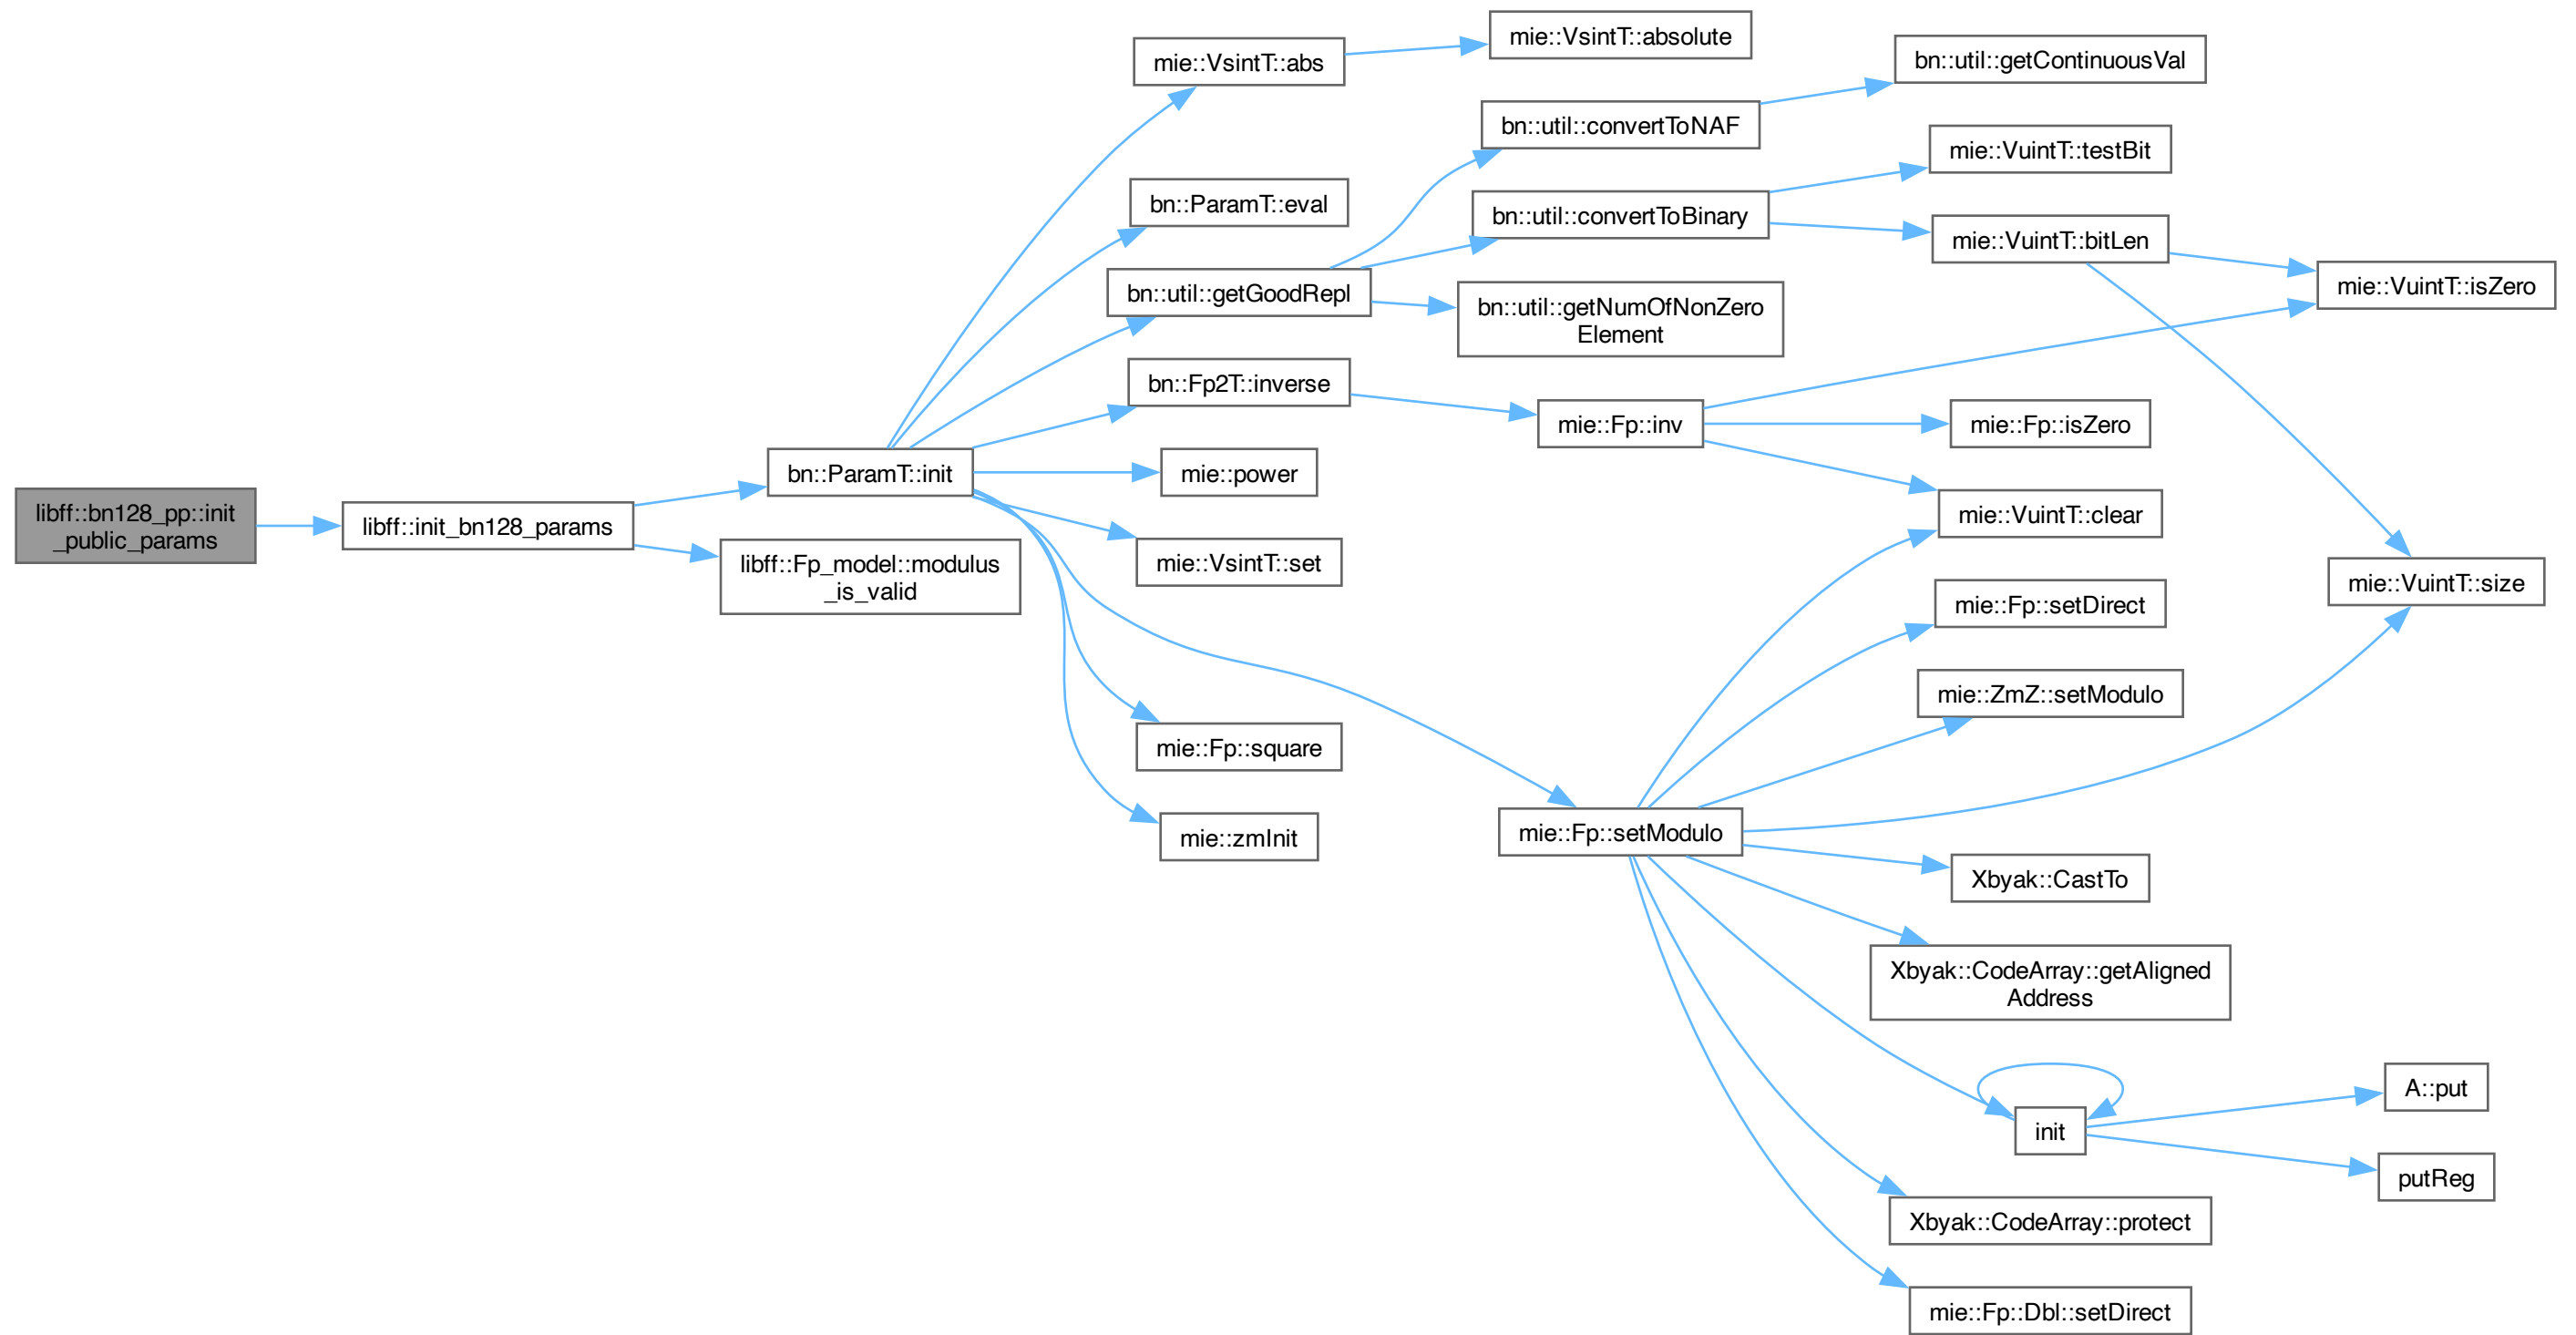 libff::bn128_pp::init
_public_params
libff::init_bn128_params
bn::ParamT::init
libff::Fp_model::modulus
_is_valid
mie::VsintT::abs
mie::VsintT::absolute
bn::ParamT::eval
bn::util::getGoodRepl
bn::util::convertToNAF
bn::util::getContinuousVal
bn::util::convertToBinary
mie::VuintT::testBit
mie::VuintT::bitLen
mie::VuintT::isZero
mie::VuintT::size
bn::util::getNumOfNonZero
Element
bn::Fp2T::inverse
mie::Fp::inv
mie::Fp::isZero
mie::VuintT::clear
mie::power
mie::VsintT::set
mie::Fp::square
mie::zmInit
mie::Fp::setModulo
mie::Fp::setDirect
mie::ZmZ::setModulo
Xbyak::CastTo
Xbyak::CodeArray::getAligned
Address
init
A::put
putReg
Xbyak::CodeArray::protect
mie::Fp::Dbl::setDirect